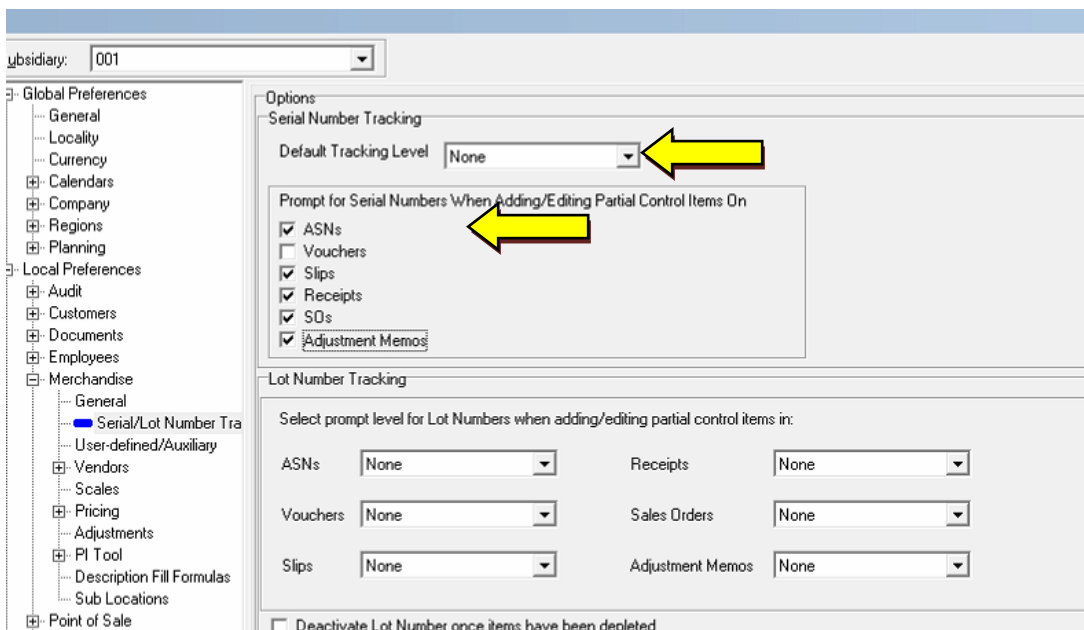 ubsidiary: 001
Global Preferences
General
Locality
Currency
Calendars
Company
Regions
Planning
Local Preferences
Audit
Customers
Documents
Employees
Merchandise
General
Serial/Lot Number Tra
User-defined/Auxiliary
Vendors
Scales
Pricing
Adjustments
PI Tool
Description Fill Formulas
Sub Locations
Point of Sale
Options
Serial Number Tracking
Default Tracking Level None
Prompt for Serial Numbers When Adding/Editing Partial Control Items On
ASNs
Vouchers
Slips
Receipts
SOs
Adjustment Memos
Lot Number Tracking
Select prompt level for Lot Numbers when adding/editing partial control items in:
ASNs None Receipts None
Vouchers None Sales Orders None
Slips None Adjustment Memos None
Deactivate Lot Number once items have been depleted